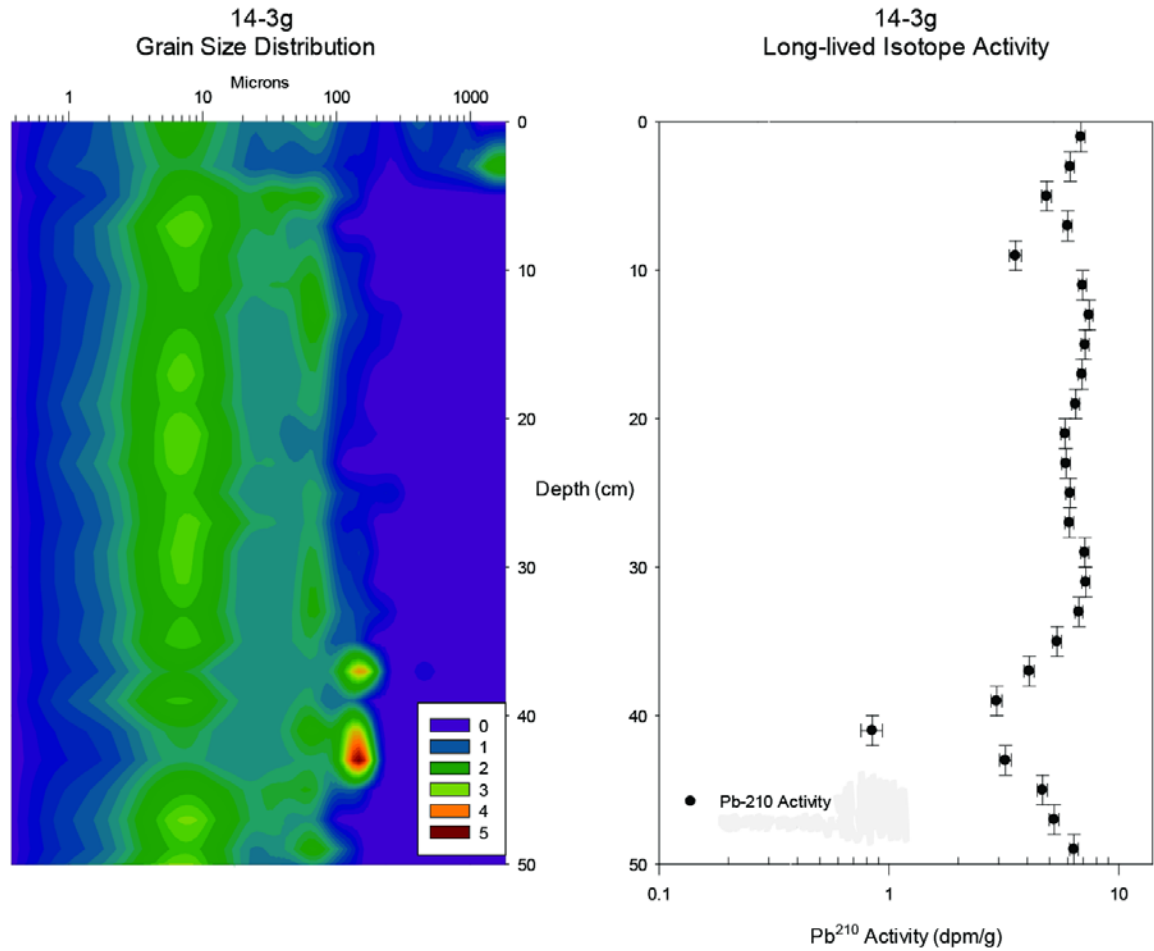 14-3g
Grain Size Distribution
Microns
1 10 100 1000
0
10
20
Depth (cm)
30
40
50
0
1
2
3
4
5
14-3g
Long-lived Isotope Activity
0
10
20
30
40
50
Pb-210 Activity
0.1 1 10
Pb²¹⁰ Activity (dpm/g)